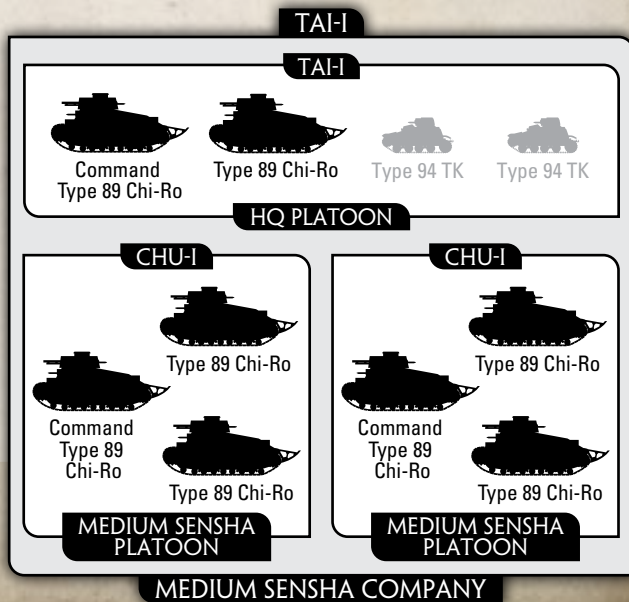 TAI-I
TAI-I
Command
Type 89 Chi-Ro
Type 89 Chi-Ro
Type 94 TK
Type 94 TK
HQ PLATOON
CHU-I
Type 89 Chi-Ro
Command
Type 89
Chi-Ro
Type 89 Chi-Ro
MEDIUM SENSHA
PLATOON
CHU-I
Type 89 Chi-Ro
Command
Type 89
Chi-Ro
Type 89 Chi-Ro
MEDIUM SENSHA
PLATOON
MEDIUM SENSHA COMPANY